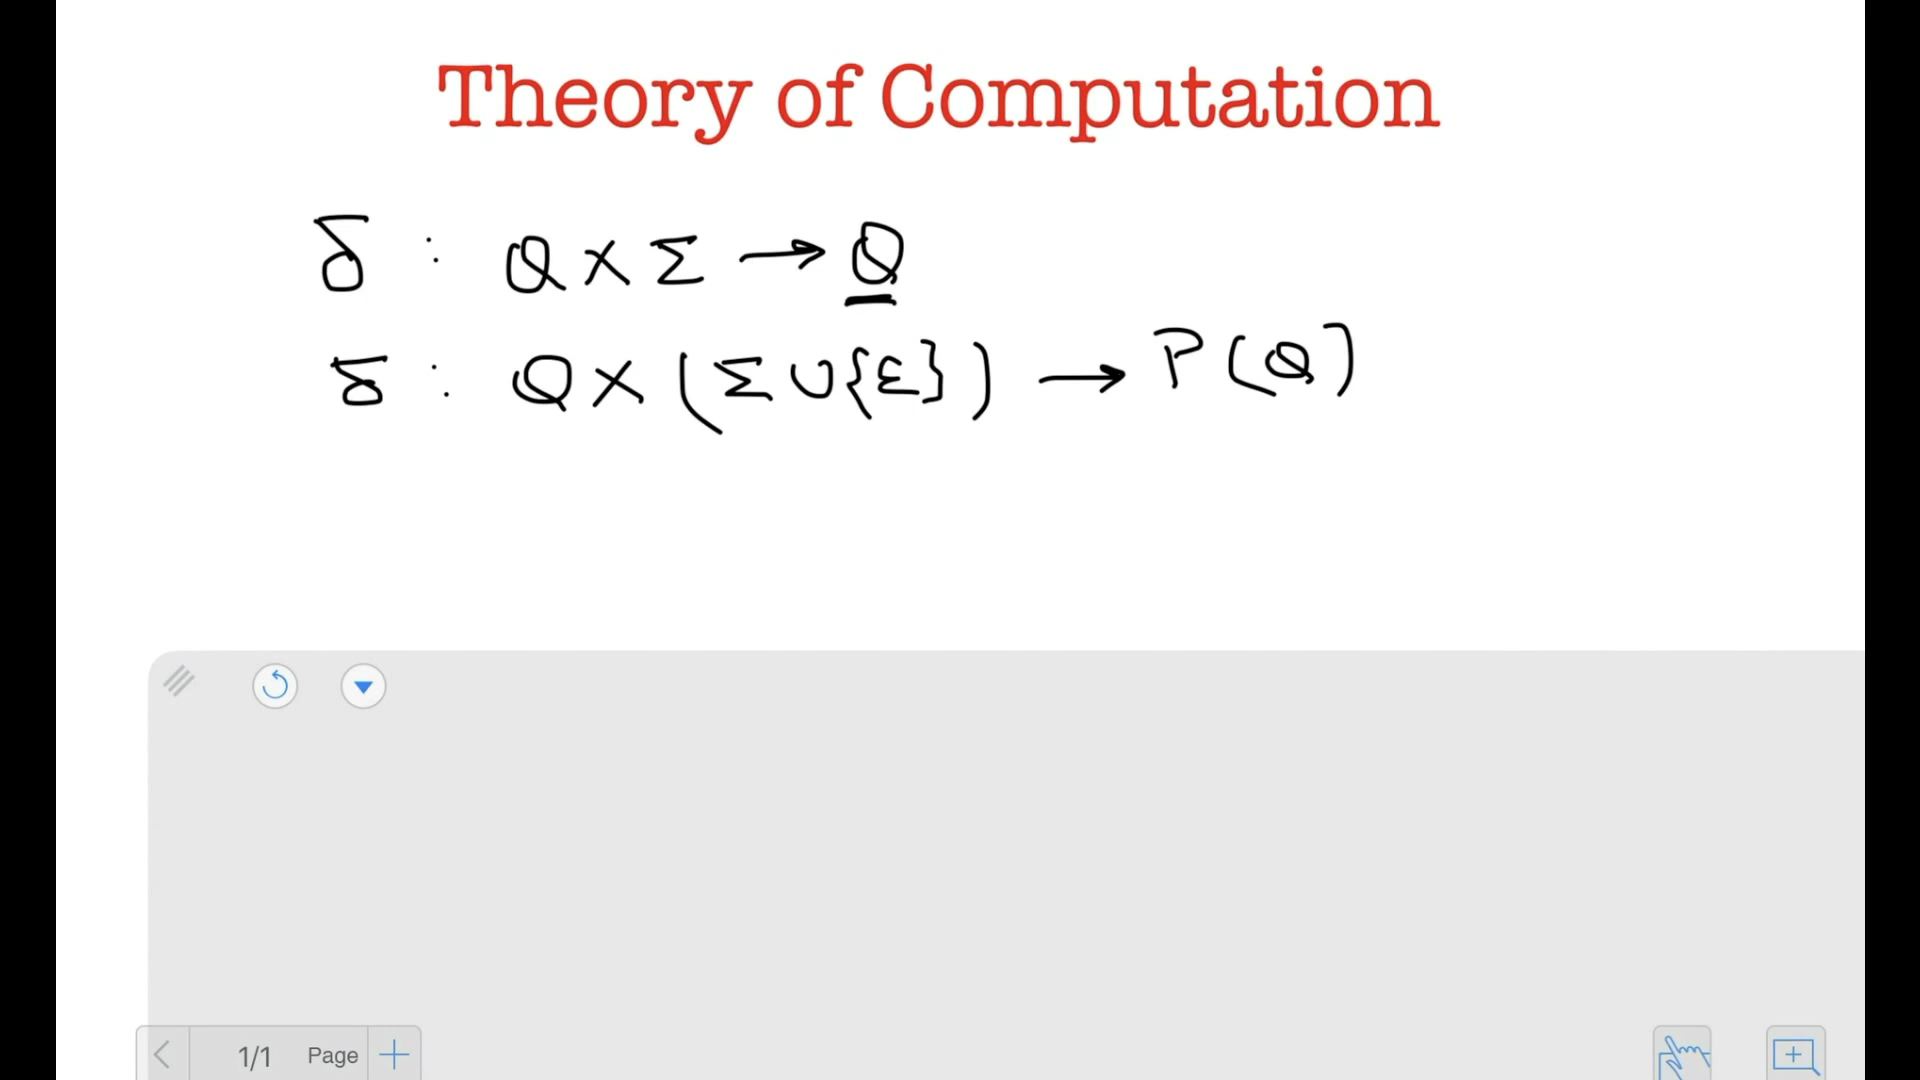 Theory of Computation
δ : Q × Σ → Q
δ : Q × (Σ ∪ {ε}) → P(Q)
1/1 Page